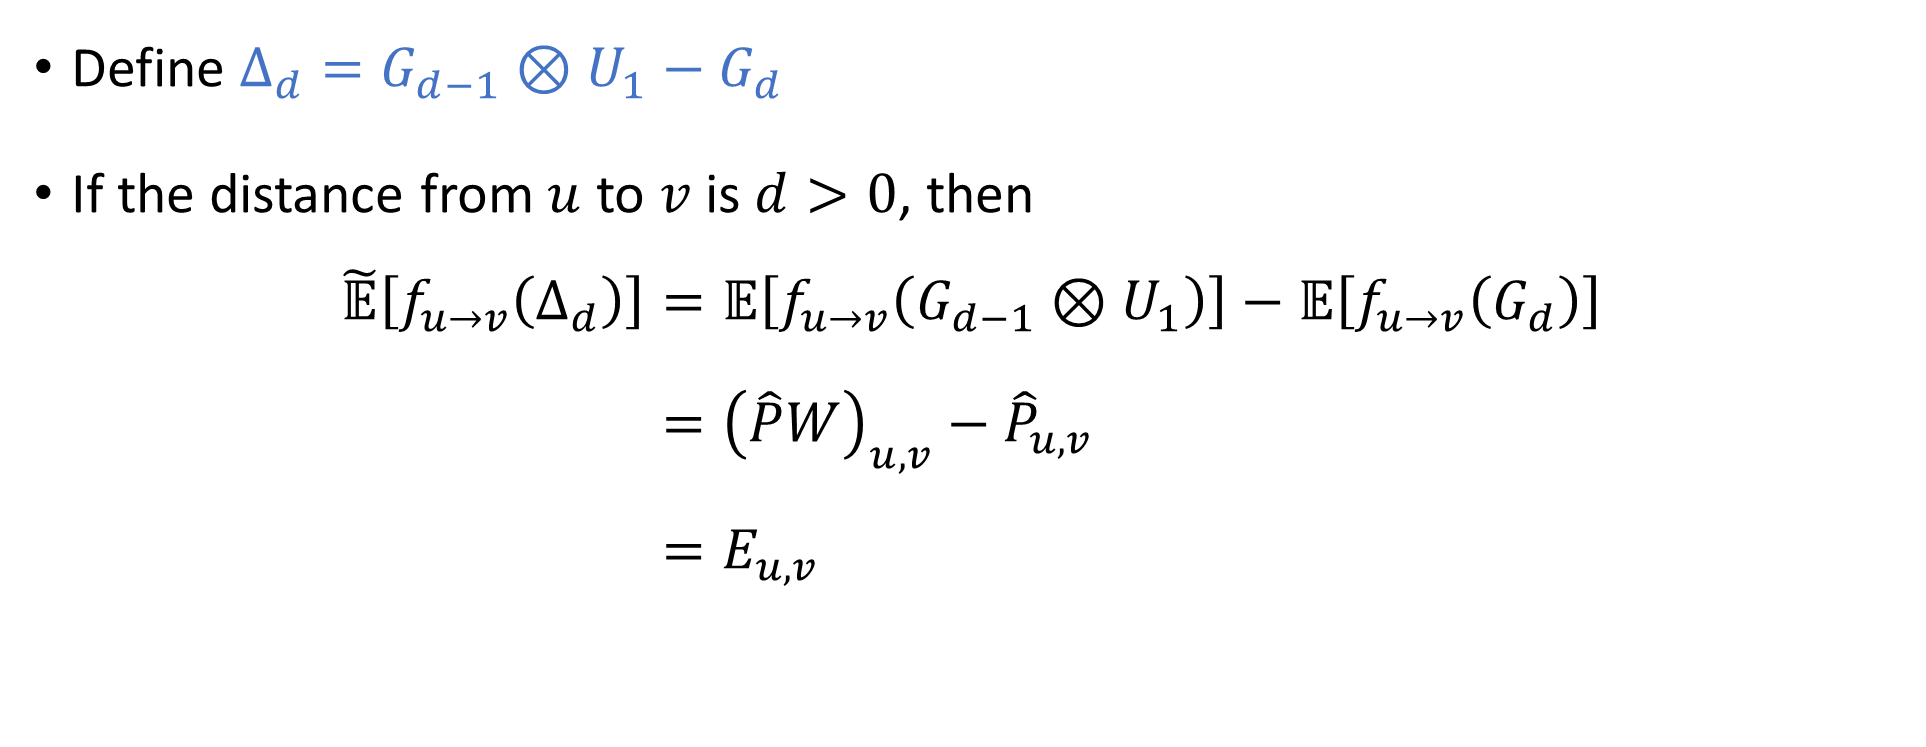 • Define Δ_d = G_{d−1} ⊗ U_1 − G_d
• If the distance from u to v is d > 0, then
𝔼̃[f_{u→v}(Δ_d)] = 𝔼[f_{u→v}(G_{d−1} ⊗ U_1)] − 𝔼[f_{u→v}(G_d)]
= (P̂W)_{u,v} − P̂_{u,v}
= E_{u,v}